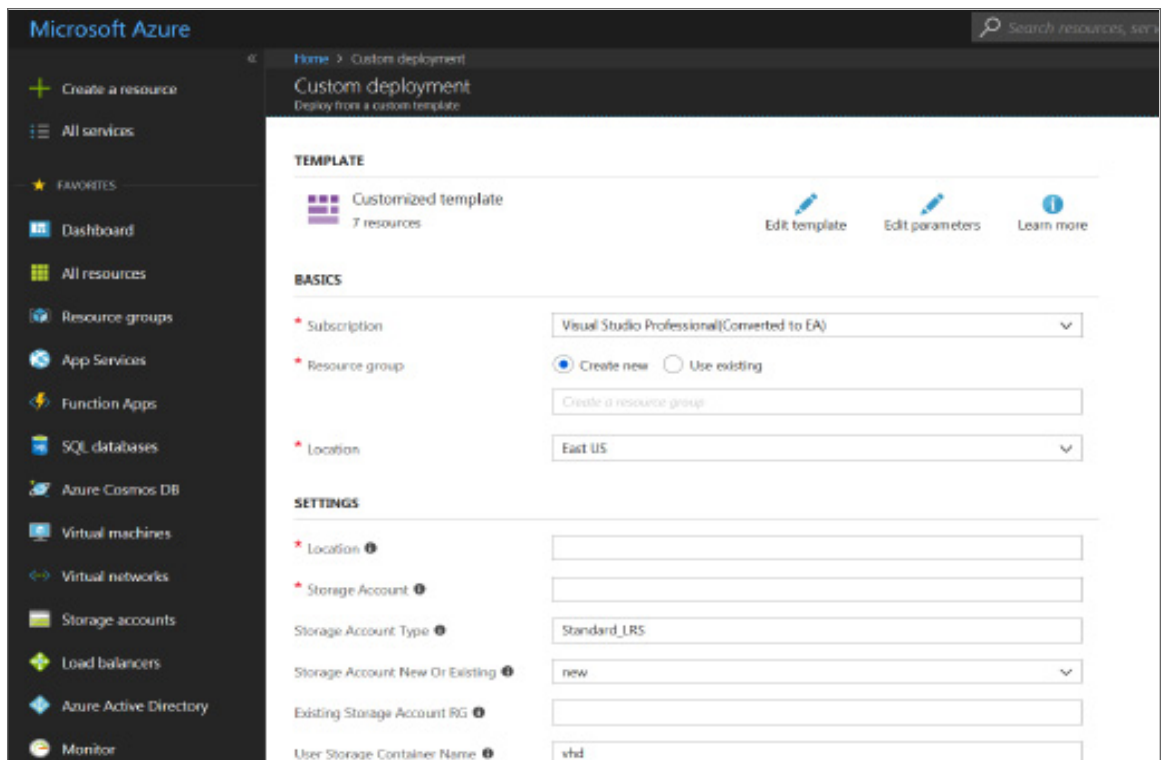 Microsoft Azure
Search resources, serv
«
Home > Custom deployment
Custom deployment
Deploy from a custom template
Create a resource
All services
FAVORITES
Dashboard
All resources
Resource groups
App Services
Function Apps
SQL databases
Azure Cosmos DB
Virtual machines
Virtual networks
Storage accounts
Load balancers
Azure Active Directory
Monitor
TEMPLATE
Customized template
7 resources
Edit template
Edit parameters
Learn more
BASICS
* Subscription
Visual Studio Professional(Converted to EA)
* Resource group
Create new Use existing
Create a resource group
* Location
East US
SETTINGS
* Location
* Storage Account
Storage Account Type
Standard_LRS
Storage Account New Or Existing
new
Existing Storage Account RG
User Storage Container Name
vhd